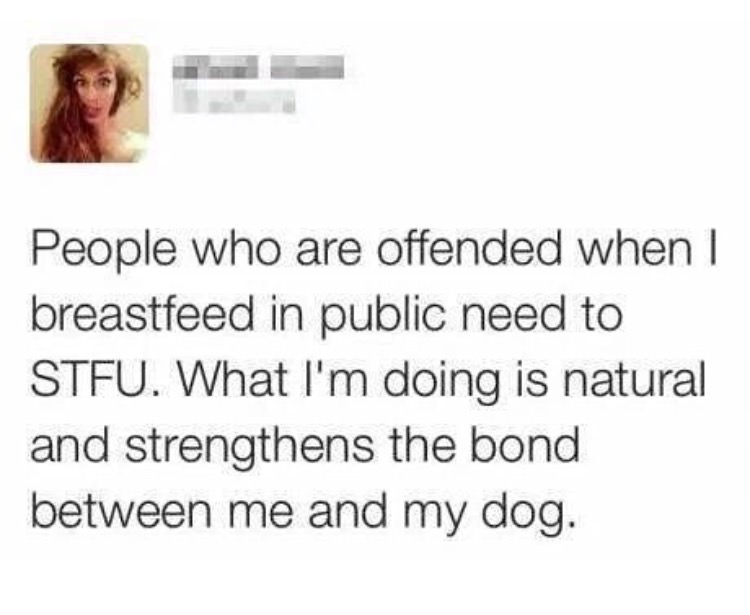 People who are offended when I
breastfeed in public need to
STFU. What I'm doing is natural
and strengthens the bond
between me and my dog.